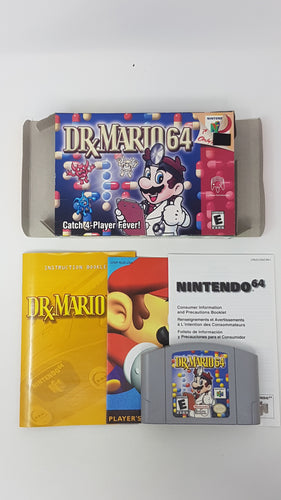 DR.MARIO 64
NINTENDO 64
Catch 4-Player Fever!
E
EVERYONE
INSTRUCTION BOOKLET
DR.MARIO
PLAYER'S
NINTENDO 64
Consumer Information
and Precautions Booklet
Renseignements et Avertissements
à L'Intention des Consommateurs
Folleto de Información
y Precauciones para el Consumidor
DR.MARIO 64
E